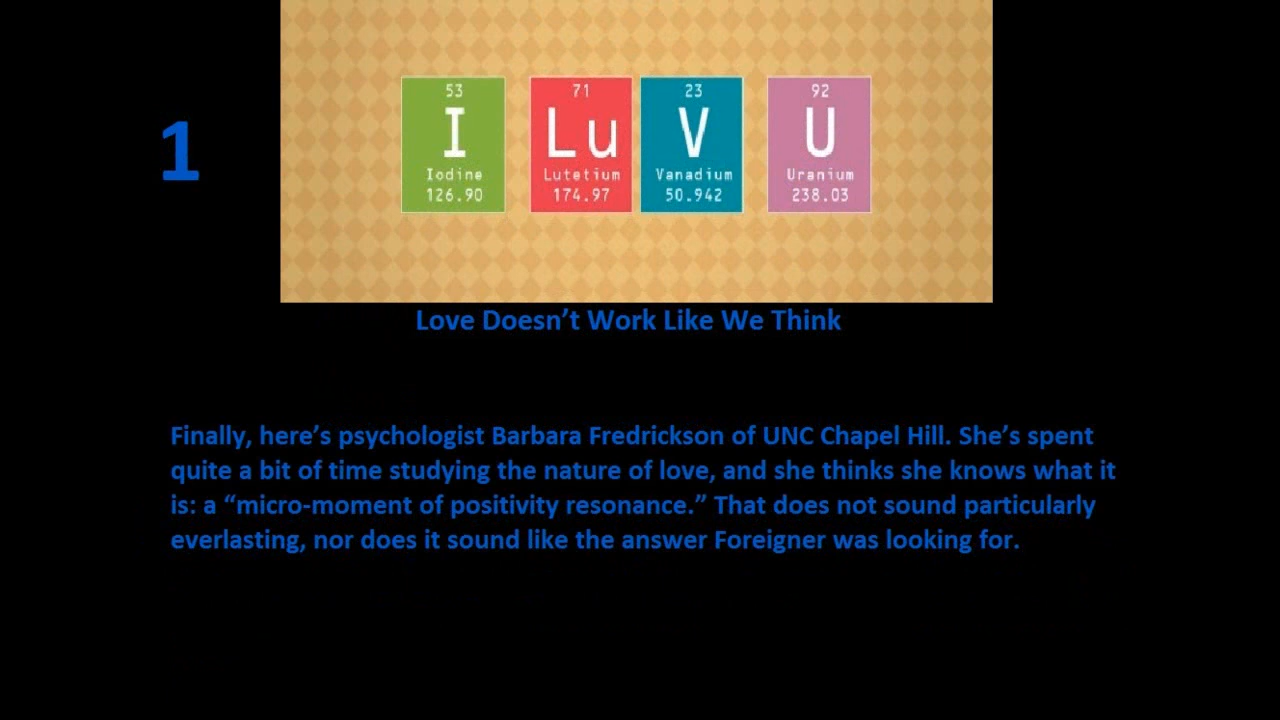 1
53 71 23 92
I Lu V U
Iodine Lutetium Vanadium Uranium
126.90 174.97 50.942 238.03
Love Doesn’t Work Like We Think
Finally, here’s psychologist Barbara Fredrickson of UNC Chapel Hill. She’s spent
quite a bit of time studying the nature of love, and she thinks she knows what it
is: a “micro-moment of positivity resonance.” That does not sound particularly
everlasting, nor does it sound like the answer Foreigner was looking for.